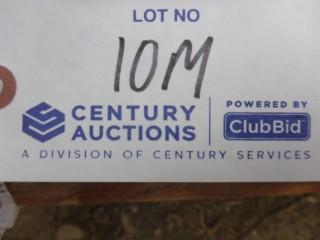 LOT NO
10M
CENTURY AUCTIONS
POWERED BY
ClubBid
A DIVISION OF CENTURY SERVICES